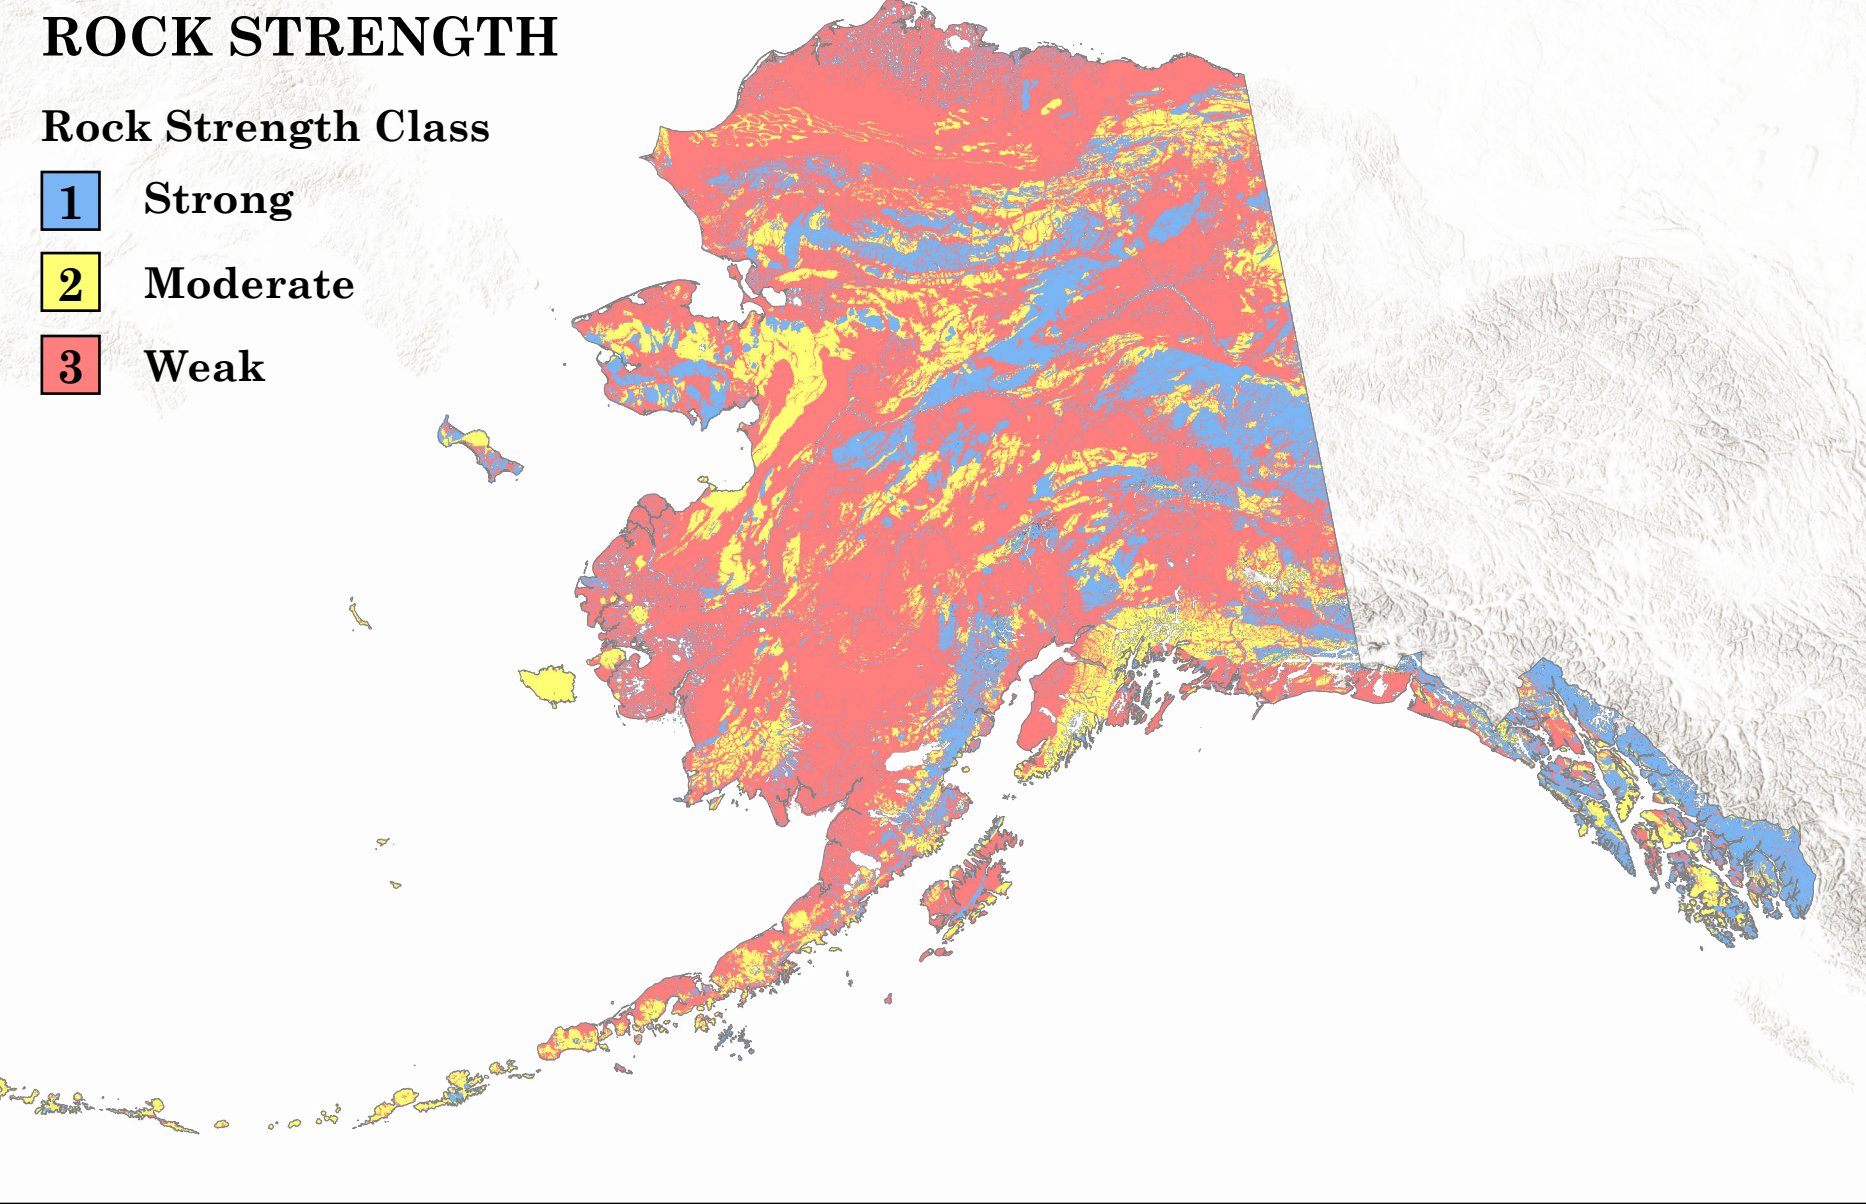 ROCK STRENGTH
Rock Strength Class
1 Strong
2 Moderate
3 Weak